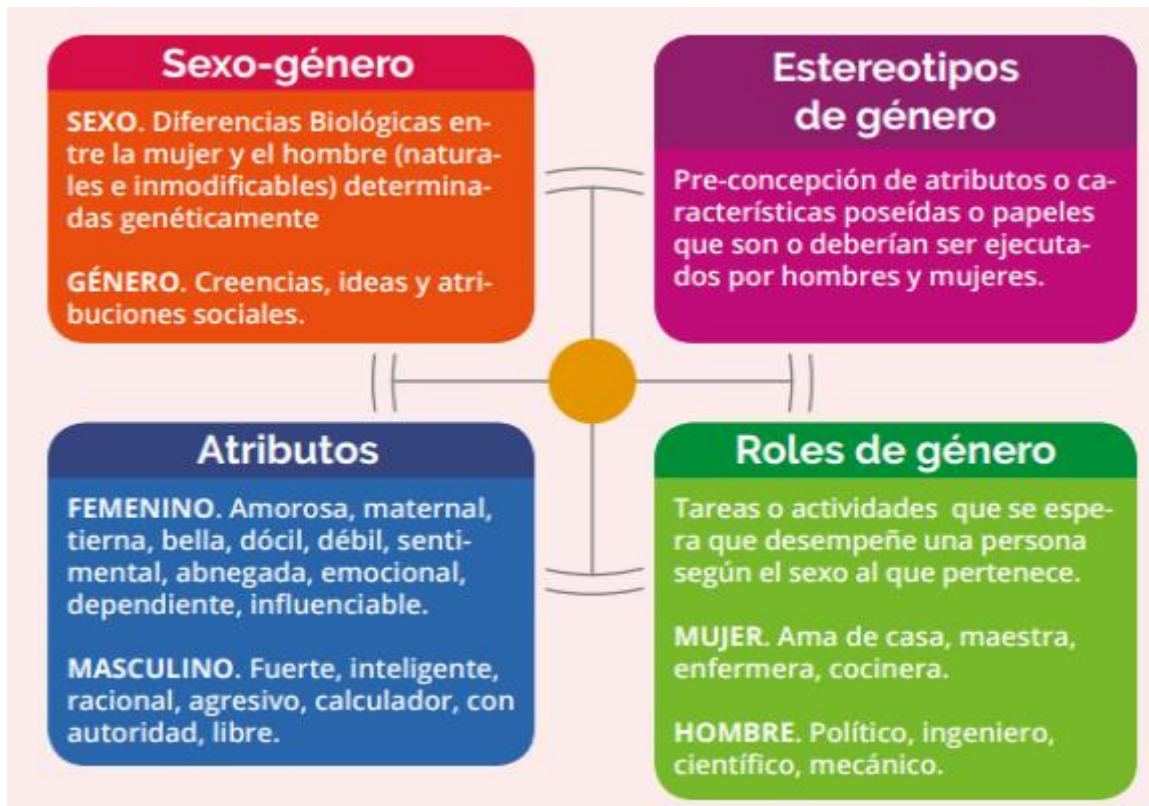 Sexo-género
SEXO. Diferencias Biológicas en-
tre la mujer y el hombre (natura-
les e inmodificables) determina-
das genéticamente
GÉNERO. Creencias, ideas y atri-
buciones sociales.
Estereotipos
de género
Pre-concepción de atributos o ca-
racterísticas poseídas o papeles
que son o deberían ser ejecuta-
dos por hombres y mujeres.
Atributos
FEMENINO. Amorosa, maternal,
tierna, bella, dócil, débil, senti-
mental, abnegada, emocional,
dependiente, influenciable.
MASCULINO. Fuerte, inteligente,
racional, agresivo, calculador, con
autoridad, libre.
Roles de género
Tareas o actividades que se espe-
ra que desempeñe una persona
según el sexo al que pertenece.
MUJER. Ama de casa, maestra,
enfermera, cocinera.
HOMBRE. Político, ingeniero,
científico, mecánico.